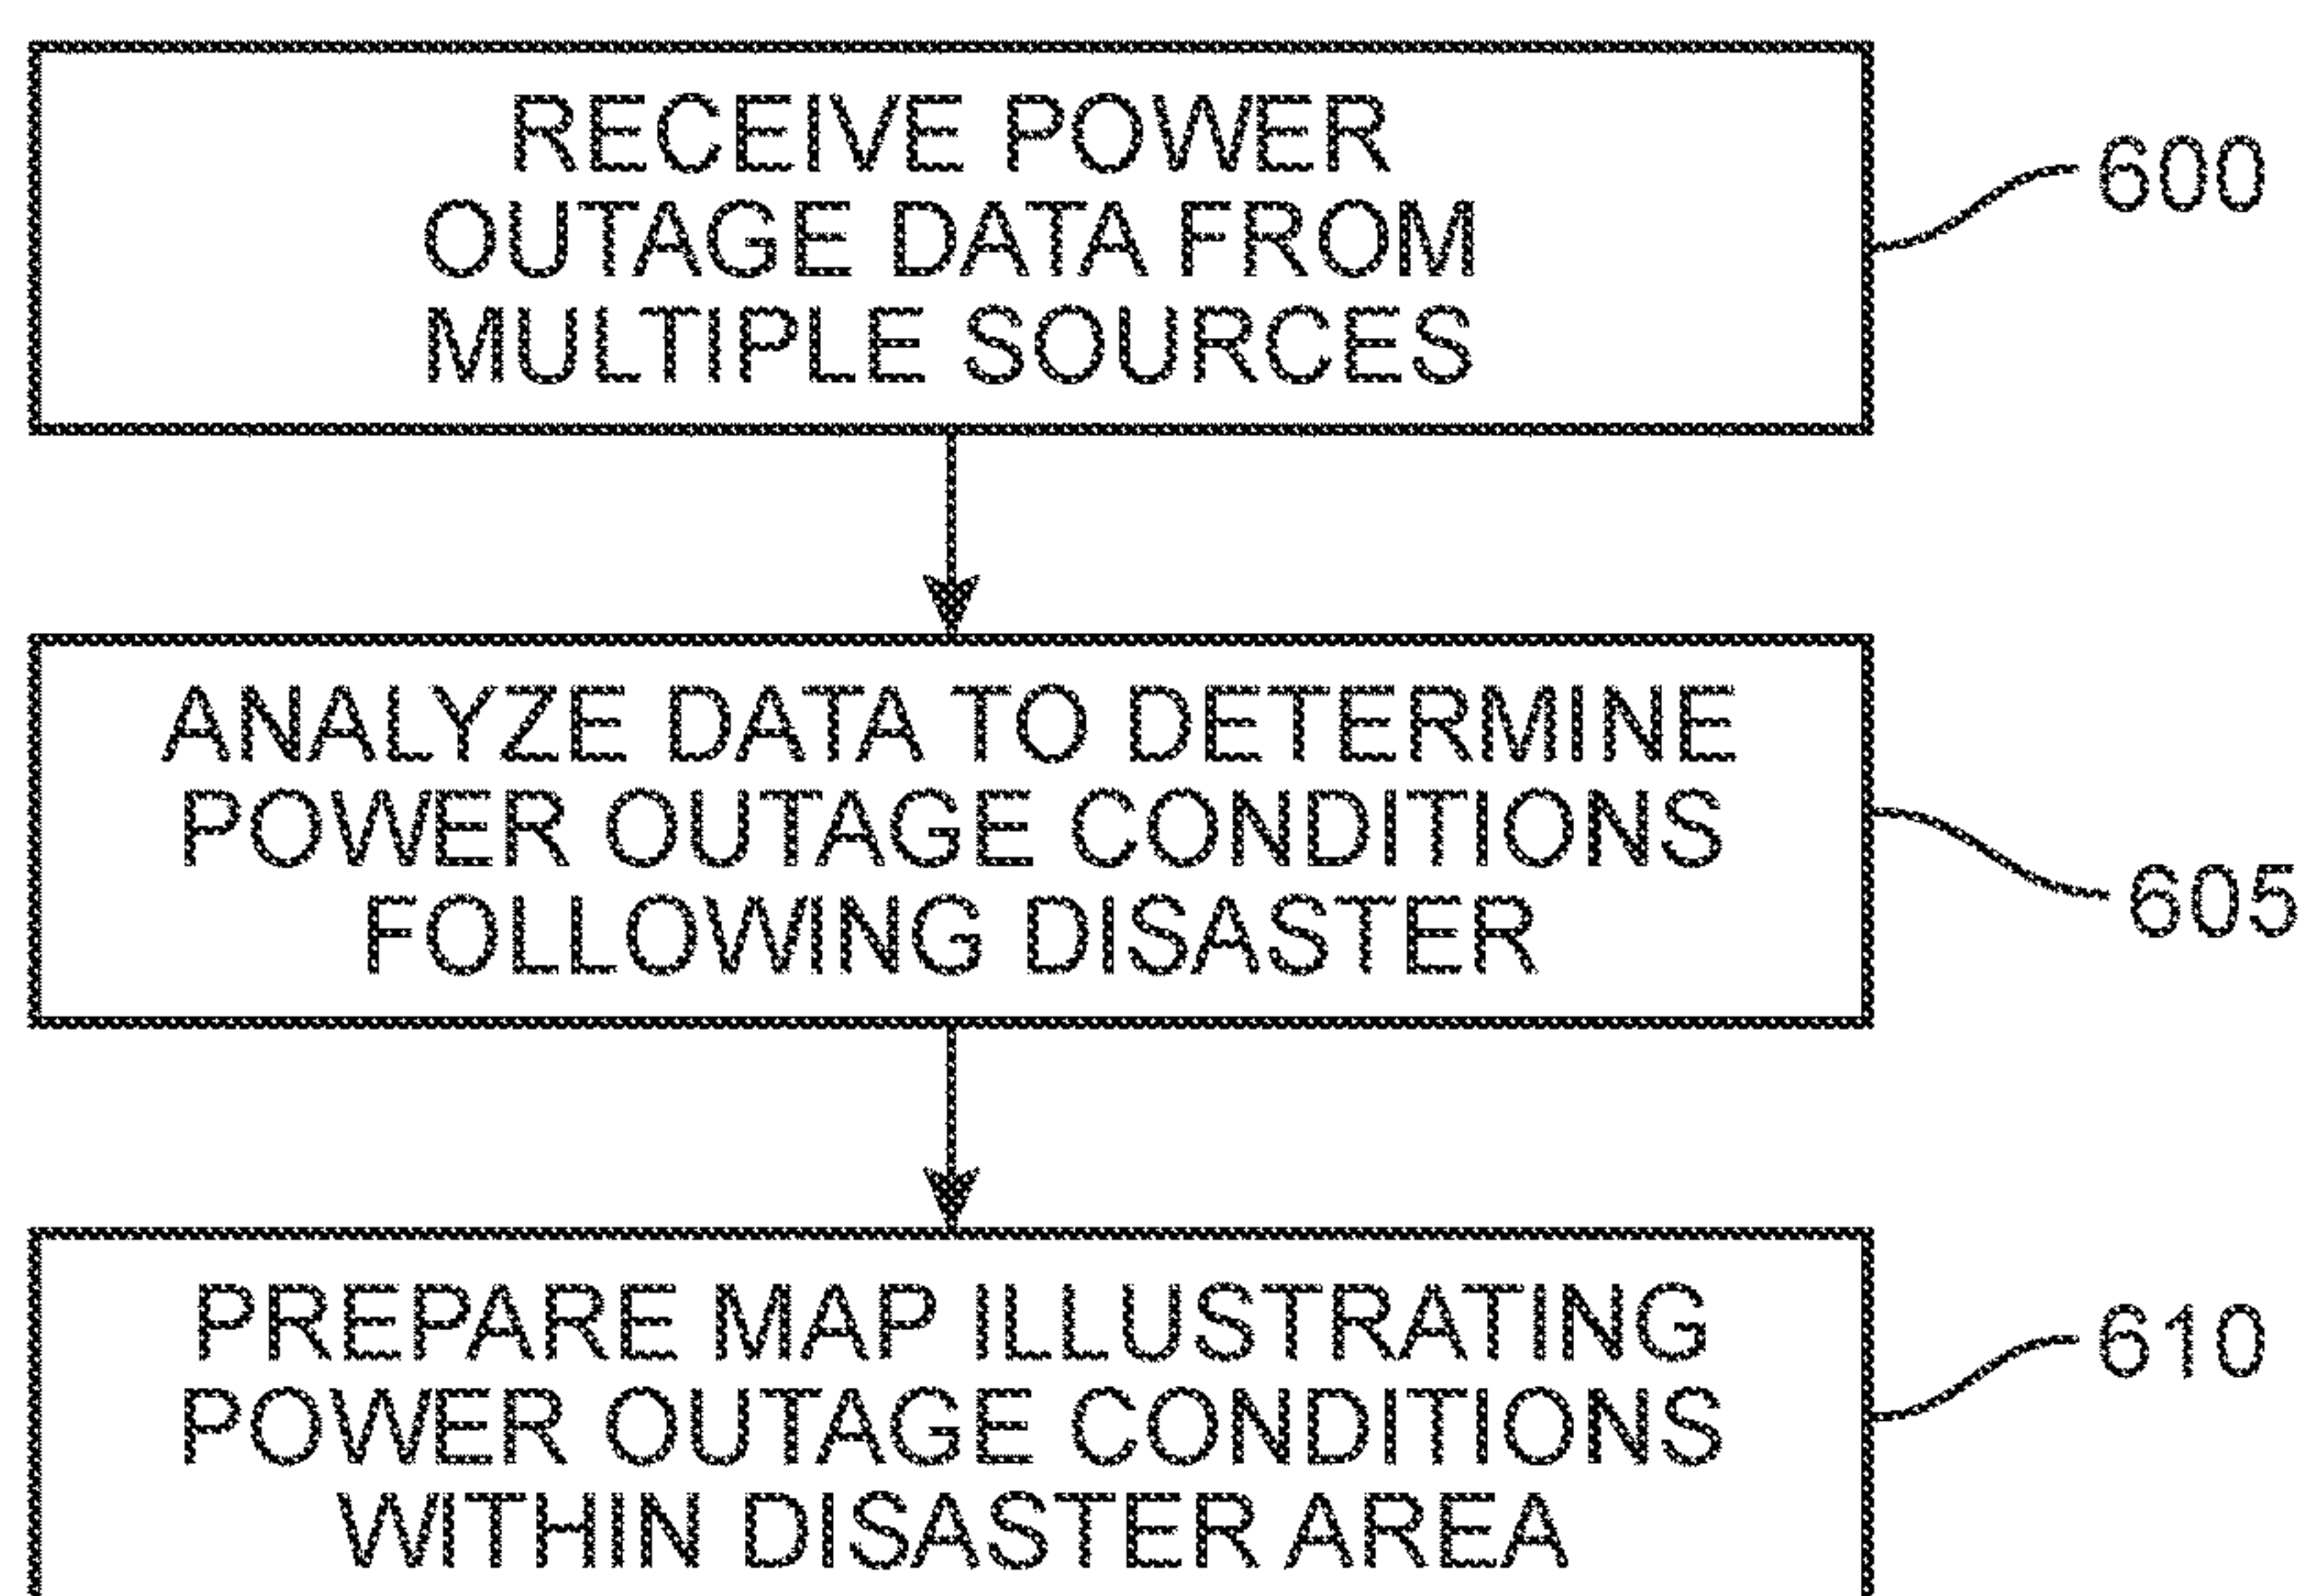 RECEIVE POWER
OUTAGE DATA FROM
MULTIPLE SOURCES
600
ANALYZE DATA TO DETERMINE
POWER OUTAGE CONDITIONS
FOLLOWING DISASTER
605
PREPARE MAP ILLUSTRATING
POWER OUTAGE CONDITIONS
WITHIN DISASTER AREA
610